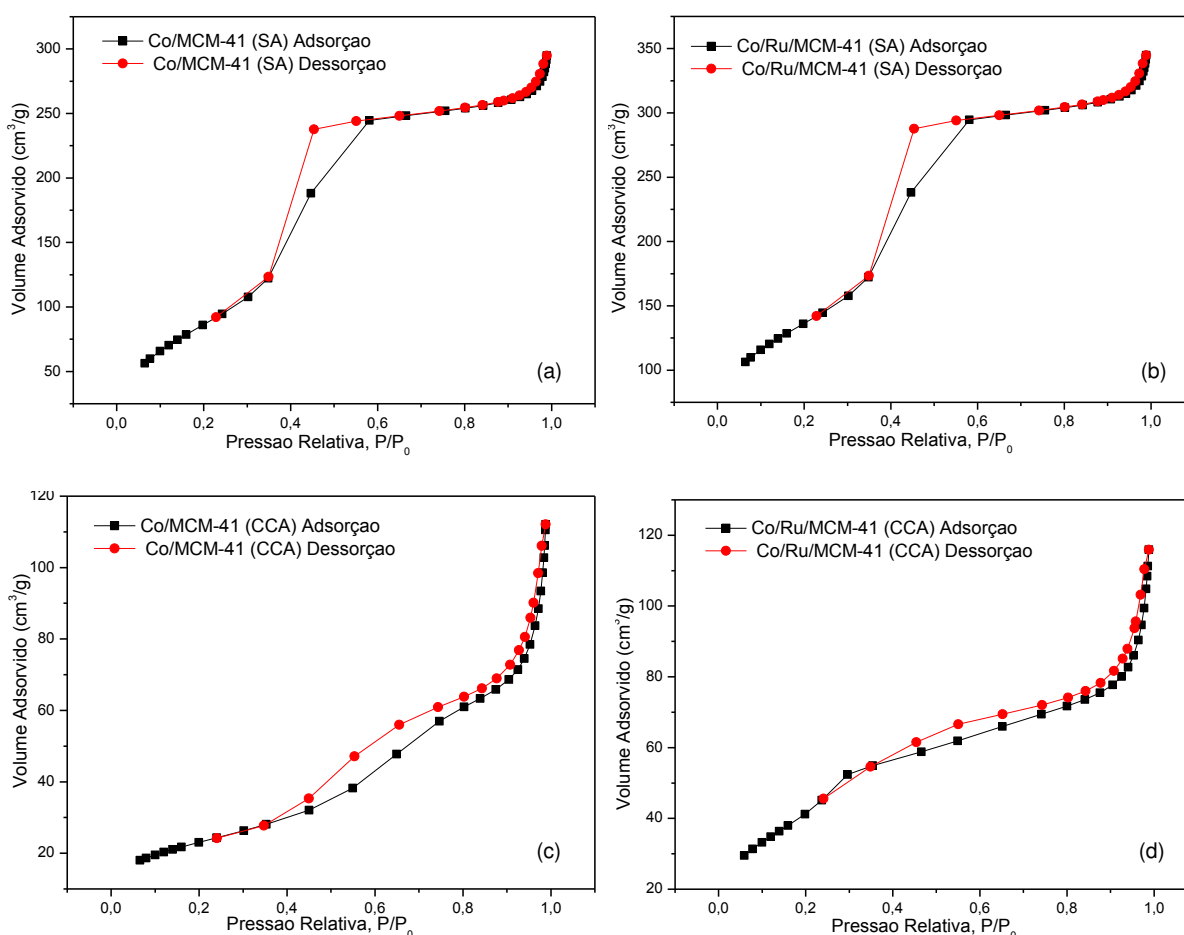 Co/MCM-41 (SA) Adsorçao
Co/MCM-41 (SA) Dessorçao
Volume Adsorvido (cm³/g)
300
250
200
150
100
50
(a)
0,0 0,2 0,4 0,6 0,8 1,0
Pressao Relativa, P/P₀
Co/Ru/MCM-41 (SA) Adsorçao
Co/Ru/MCM-41 (SA) Dessorçao
Volume Adsorvido (cm³/g)
350
300
250
200
150
100
(b)
0,0 0,2 0,4 0,6 0,8 1,0
Pressao Relativa, P/P₀
Co/MCM-41 (CCA) Adsorçao
Co/MCM-41 (CCA) Dessorçao
Volume Adsorvido (cm³/g)
120
100
80
60
40
20
(c)
0,0 0,2 0,4 0,6 0,8 1,0
Pressao Relativa, P/P₀
Co/Ru/MCM-41 (CCA) Adsorçao
Co/Ru/MCM-41 (CCA) Dessorçao
Volume Adsorvido (cm³/g)
120
100
80
60
40
20
(d)
0,0 0,2 0,4 0,6 0,8 1,0
Pressao Relativa, P/P₀